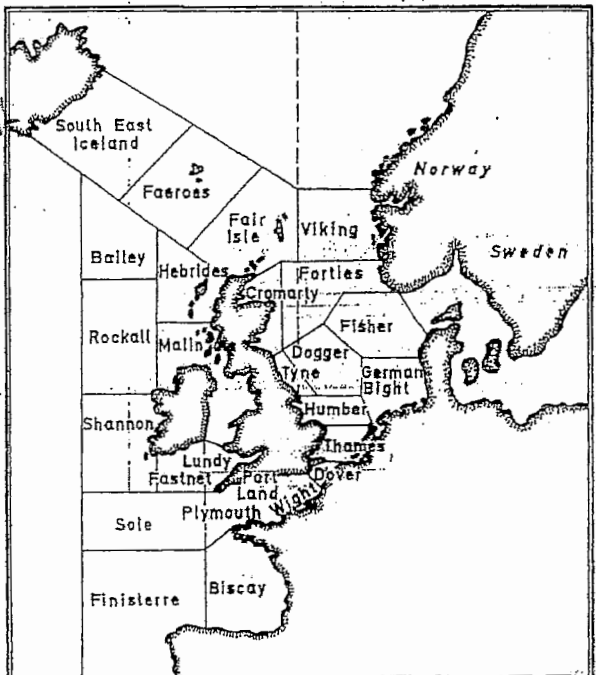 South East
Iceland
Faeroes
Norway
Fair
Isle
Viking
Sweden
Bailey
Hebrides
Forties
Cromarty
Fisher
Rockall
Malin
Dogger
Tyne
German
Bight
Humber
Shannon
Thames
Lundy
Fastnet
Dover
Port
Land
Wight
Plymouth
Sole
Finisterre
Biscay